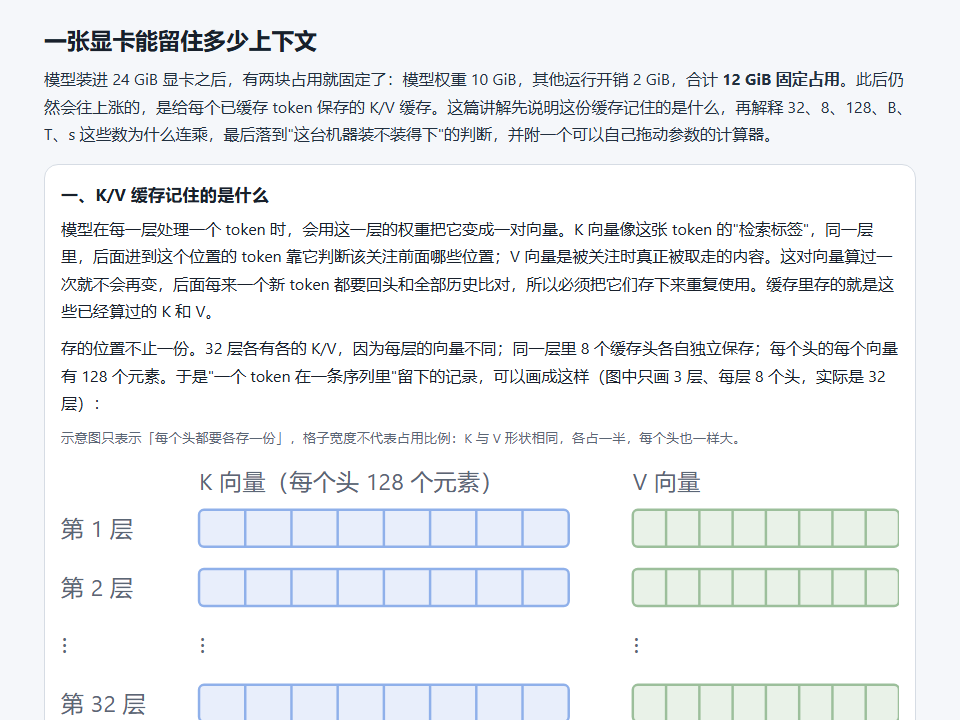 一张显卡能留住多少上下文
模型装进 24 GiB 显卡之后，有两块占用就固定了：模型权重 10 GiB，其他运行开销 2 GiB，合计 12 GiB 固定占用。此后仍
然会往上涨的，是给每个已缓存 token 保存的 K/V 缓存。这篇讲解先说明这份缓存记住的是什么，再解释 32、8、128、B、
T、s 这些数为什么连乘，最后落到"这台机器装不装得下"的判断，并附一个可以自己拖动参数的计算器。
一、K/V 缓存记住的是什么
模型在每一层处理一个 token 时，会用这一层的权重把它变成一对向量。K 向量像这张 token 的"检索标签"，同一层
里，后面进到这个位置的 token 靠它判断该关注前面哪些位置；V 向量是被关注时真正被取走的内容。这对向量算过一
次就不会再变，后面每来一个新 token 都要回头和全部历史比对，所以必须把它们存下来重复使用。缓存里存的就是这
些已经算过的 K 和 V。
存的位置不止一份。32 层各有各的 K/V，因为每层的向量不同；同一层里 8 个缓存头各自独立保存；每个头的每个向量
有 128 个元素。于是"一个 token 在一条序列里"留下的记录，可以画成这样（图中只画 3 层、每层 8 个头，实际是 32
层）：
示意图只表示「每个头都要各存一份」，格子宽度不代表占用比例：K 与 V 形状相同，各占一半，每个头也一样大。
K 向量（每个头 128 个元素） V 向量
第 1 层
第 2 层
⋮ ⋮ ⋮
第 32 层